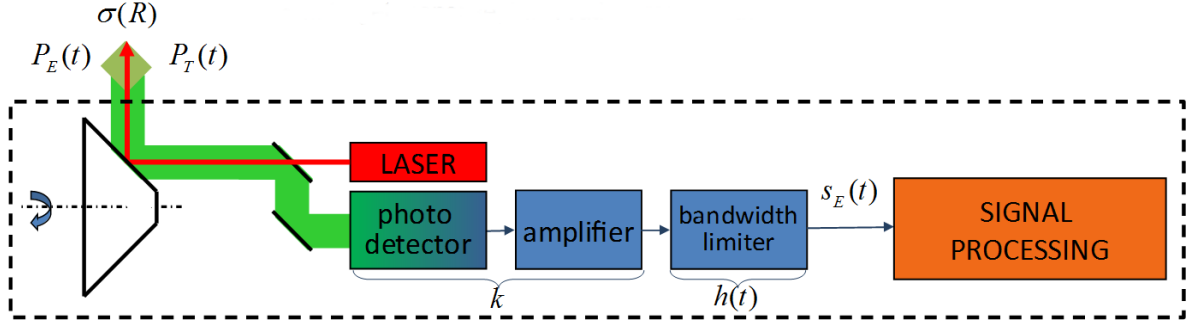 σ(R)
P_E(t)
P_T(t)
LASER
photo
detector
amplifier
bandwidth
limiter
s_E(t)
SIGNAL
PROCESSING
k
h(t)